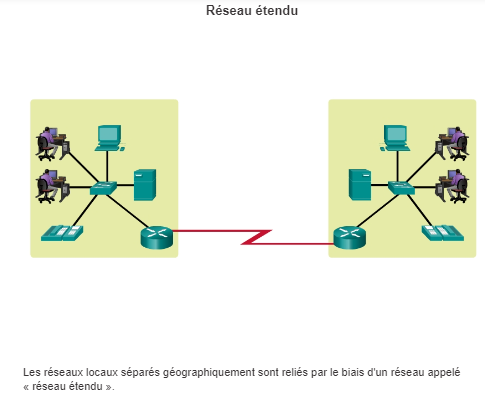 Réseau étendu
Les réseaux locaux séparés géographiquement sont reliés par le biais d'un réseau appelé
« réseau étendu ».